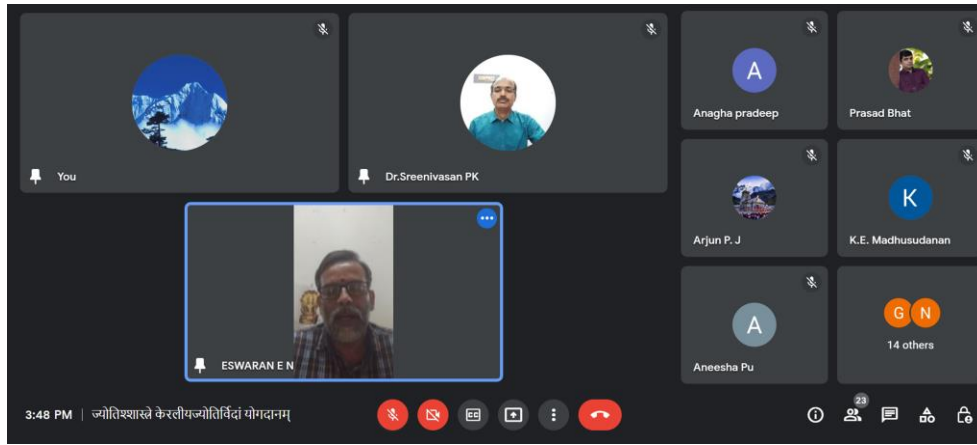 A
Anagha pradeep
Prasad Bhat
You
Dr.Sreenivasan PK
Arjun P. J
K
K.E. Madhusudanan
ESWARAN E N
A
Aneesha Pu
G N
14 others
3:48 PM | ज्योतिश्शास्त्रे केरलीयज्योतिर्विदां योगदानम्
CC
23